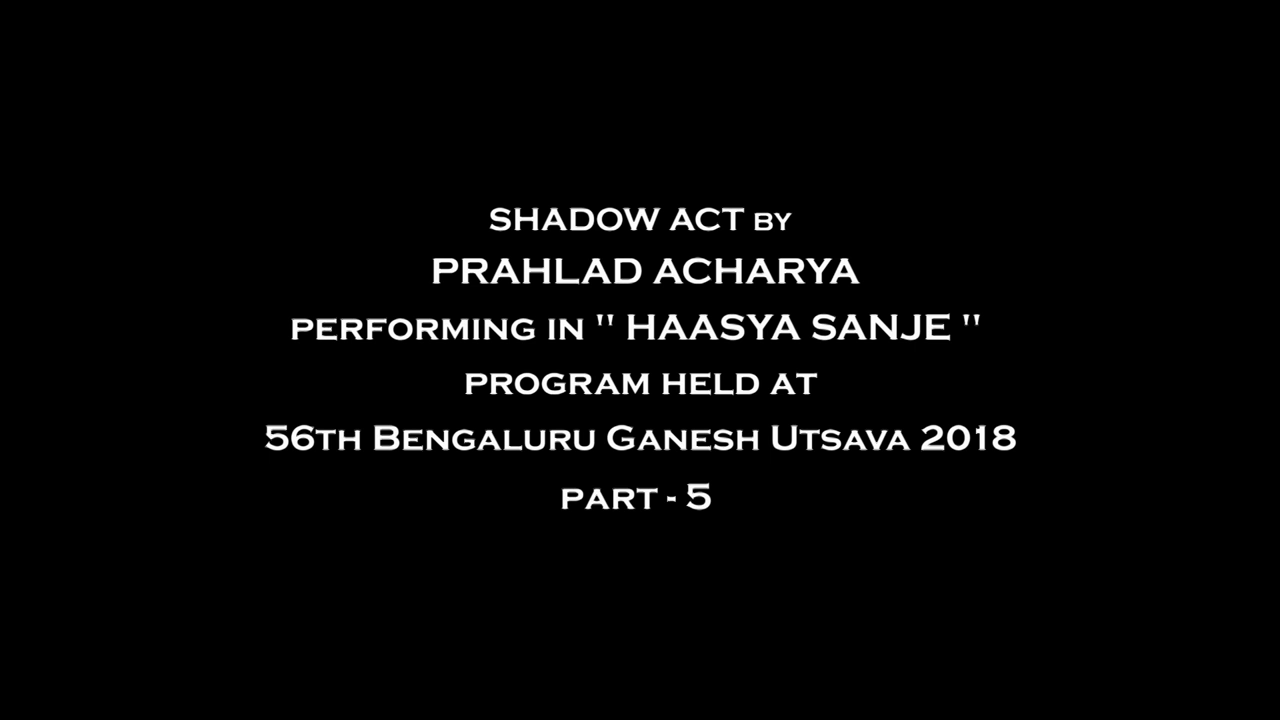 SHADOW ACT BY
PRAHLAD ACHARYA
PERFORMING IN " HAASYA SANJE "
PROGRAM HELD AT
56TH BENGALURU GANESH UTSAVA 2018
PART - 5